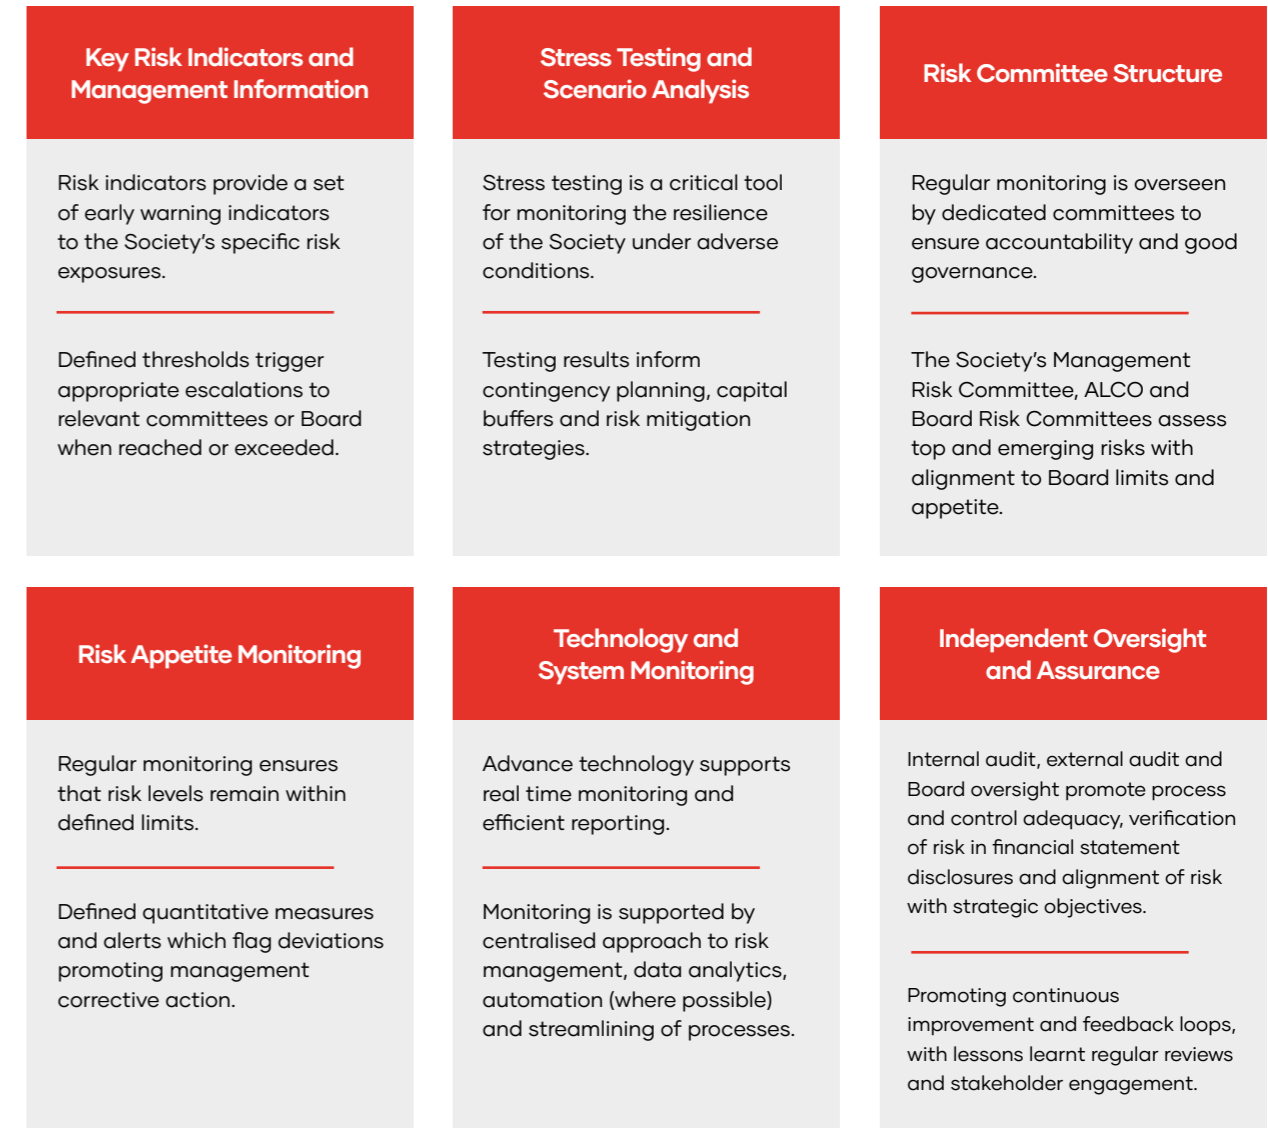 Key Risk Indicators and
Management Information
Risk indicators provide a set
of early warning indicators
to the Society's specific risk
exposures.
Defined thresholds trigger
appropriate escalations to
relevant committees or Board
when reached or exceeded.
Stress Testing and
Scenario Analysis
Stress testing is a critical tool
for monitoring the resilience
of the Society under adverse
conditions.
Testing results inform
contingency planning, capital
buffers and risk mitigation
strategies.
Risk Committee Structure
Regular monitoring is overseen
by dedicated committees to
ensure accountability and good
governance.
The Society's Management
Risk Committee, ALCO and
Board Risk Committees assess
top and emerging risks with
alignment to Board limits and
appetite.
Risk Appetite Monitoring
Regular monitoring ensures
that risk levels remain within
defined limits.
Defined quantitative measures
and alerts which flag deviations
promoting management
corrective action.
Technology and
System Monitoring
Advance technology supports
real time monitoring and
efficient reporting.
Monitoring is supported by
centralised approach to risk
management, data analytics,
automation (where possible)
and streamlining of processes.
Independent Oversight
and Assurance
Internal audit, external audit and
Board oversight promote process
and control adequacy, verification
of risk in financial statement
disclosures and alignment of risk
with strategic objectives.
Promoting continuous
improvement and feedback loops,
with lessons learnt regular reviews
and stakeholder engagement.